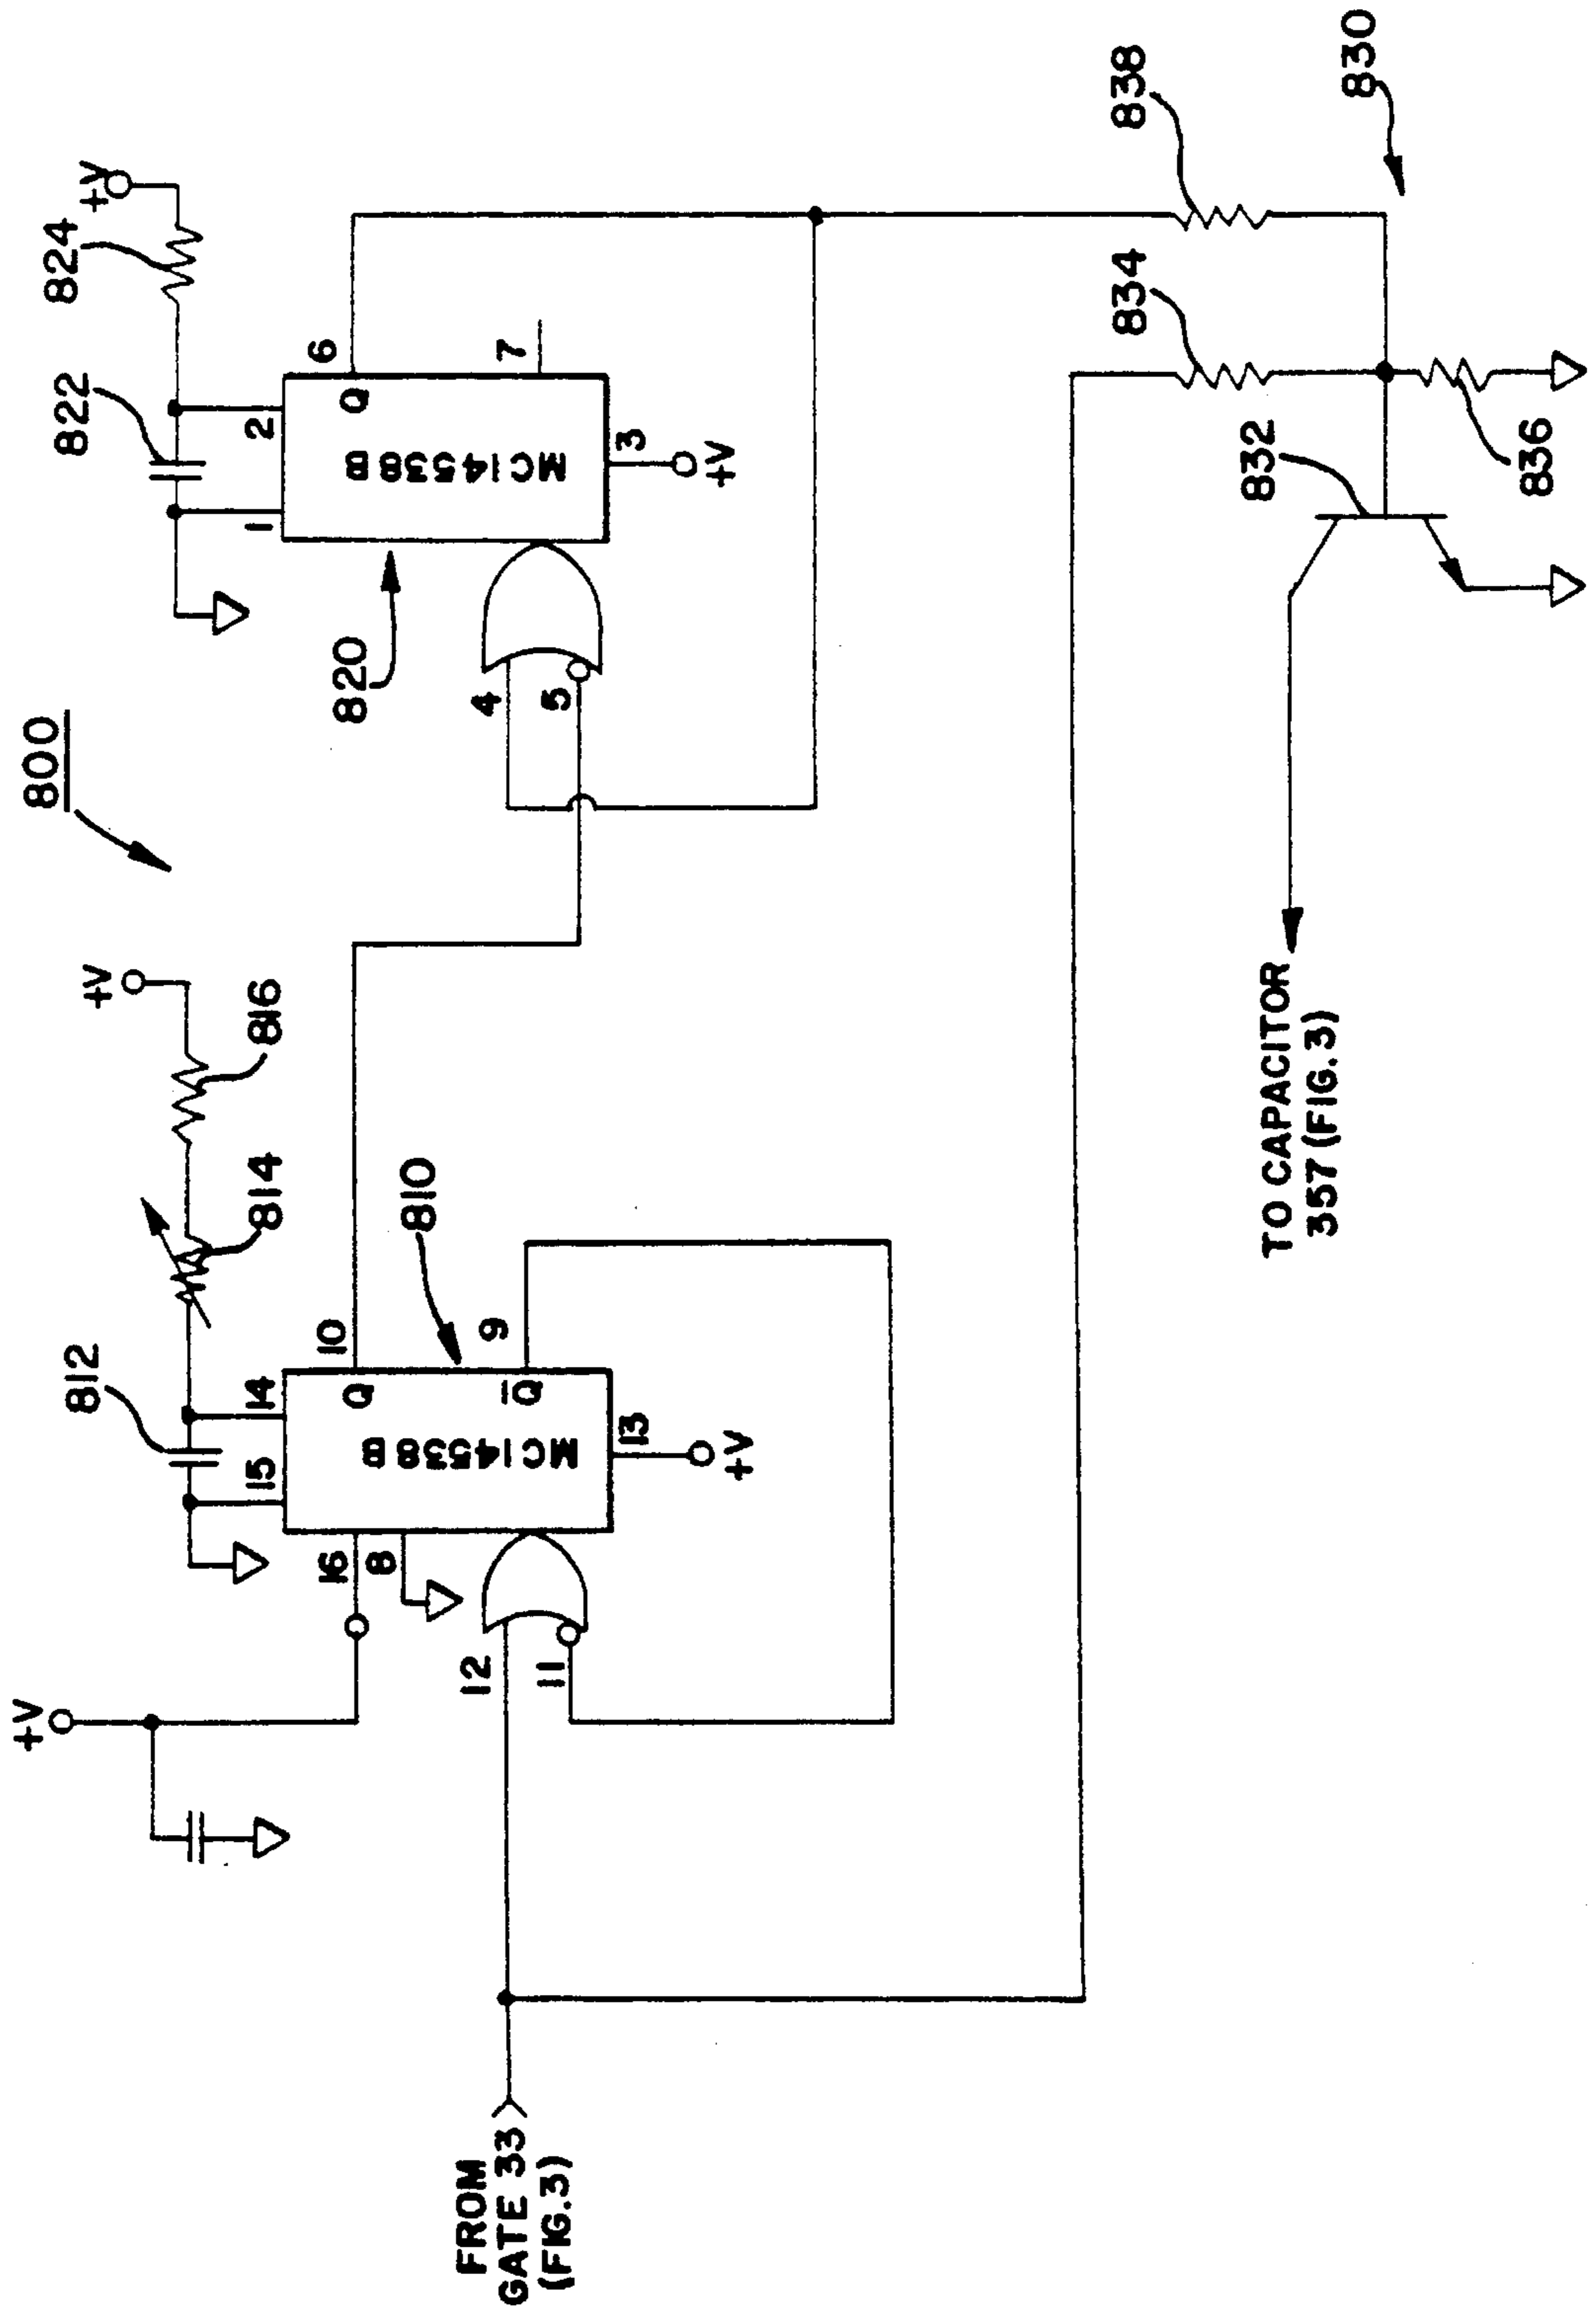 800
+V
+V
+V
812
814
816
822
824
15
14
1
2
16
8
10
Q
9
Q̅
MC14538B
13
+V
810
12
11
6
Q
7
MC14538B
3
+V
820
4
5
FROM
GATE 33
(FIG.3)
834
838
830
832
836
TO CAPACITOR
357 (FIG.3)